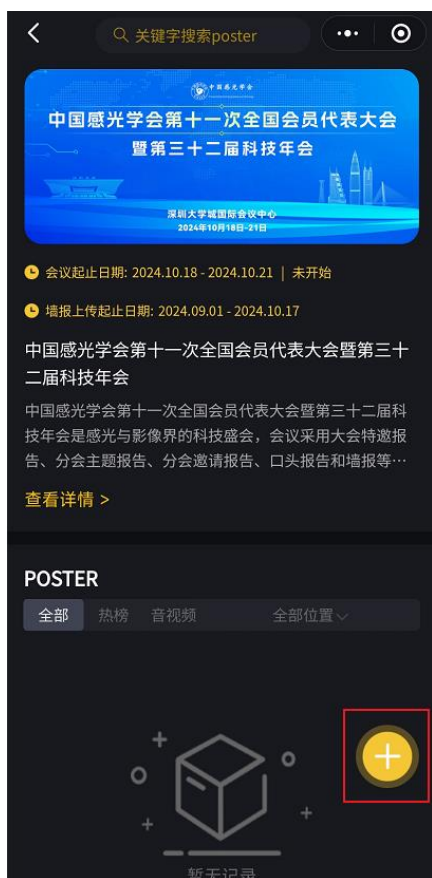 关键字搜索poster
中国感光学会
中国感光学会第十一次全国会员代表大会
暨第三十二届科技年会
深圳大学城国际会议中心
2024年10月18日-21日
会议起止日期: 2024.10.18 - 2024.10.21 | 未开始
墙报上传起止日期: 2024.09.01 - 2024.10.17
中国感光学会第十一次全国会员代表大会暨第三十
二届科技年会
中国感光学会第十一次全国会员代表大会暨第三十二届科
技年会是感光与影像界的科技盛会，会议采用大会特邀报
告、分会主题报告、分会邀请报告、口头报告和墙报等···
查看详情 >
POSTER
全部 热榜 音视频 全部位置
暂无记录